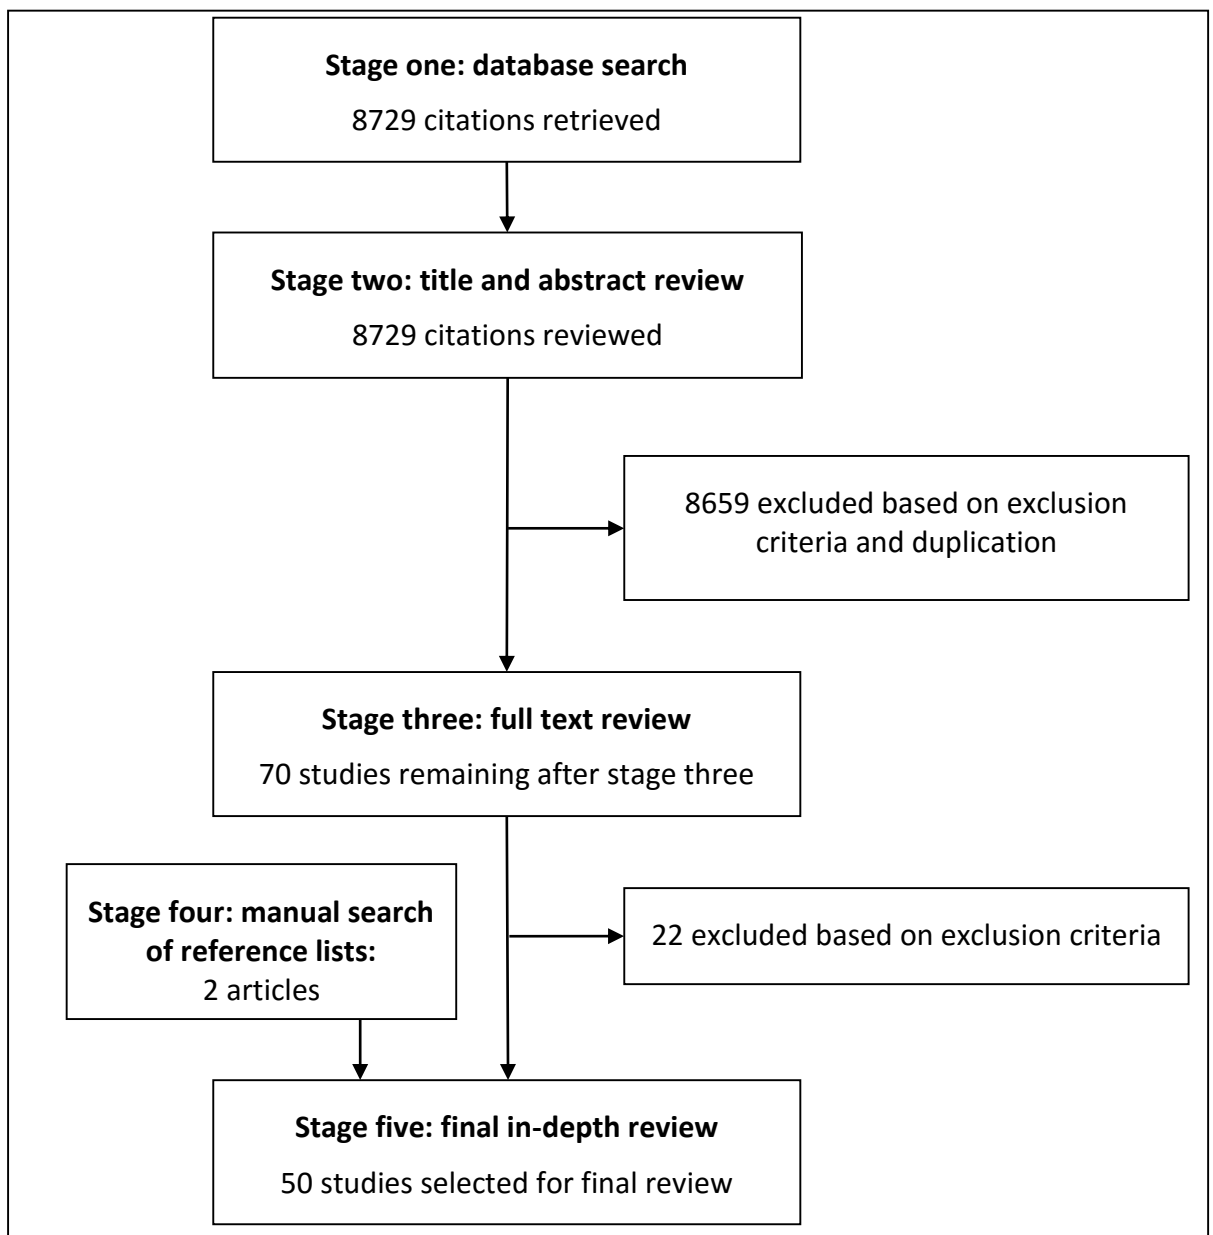 Stage one: database search
8729 citations retrieved
Stage two: title and abstract review
8729 citations reviewed
8659 excluded based on exclusion
criteria and duplication
Stage three: full text review
70 studies remaining after stage three
Stage four: manual search
of reference lists:
2 articles
22 excluded based on exclusion criteria
Stage five: final in-depth review
50 studies selected for final review